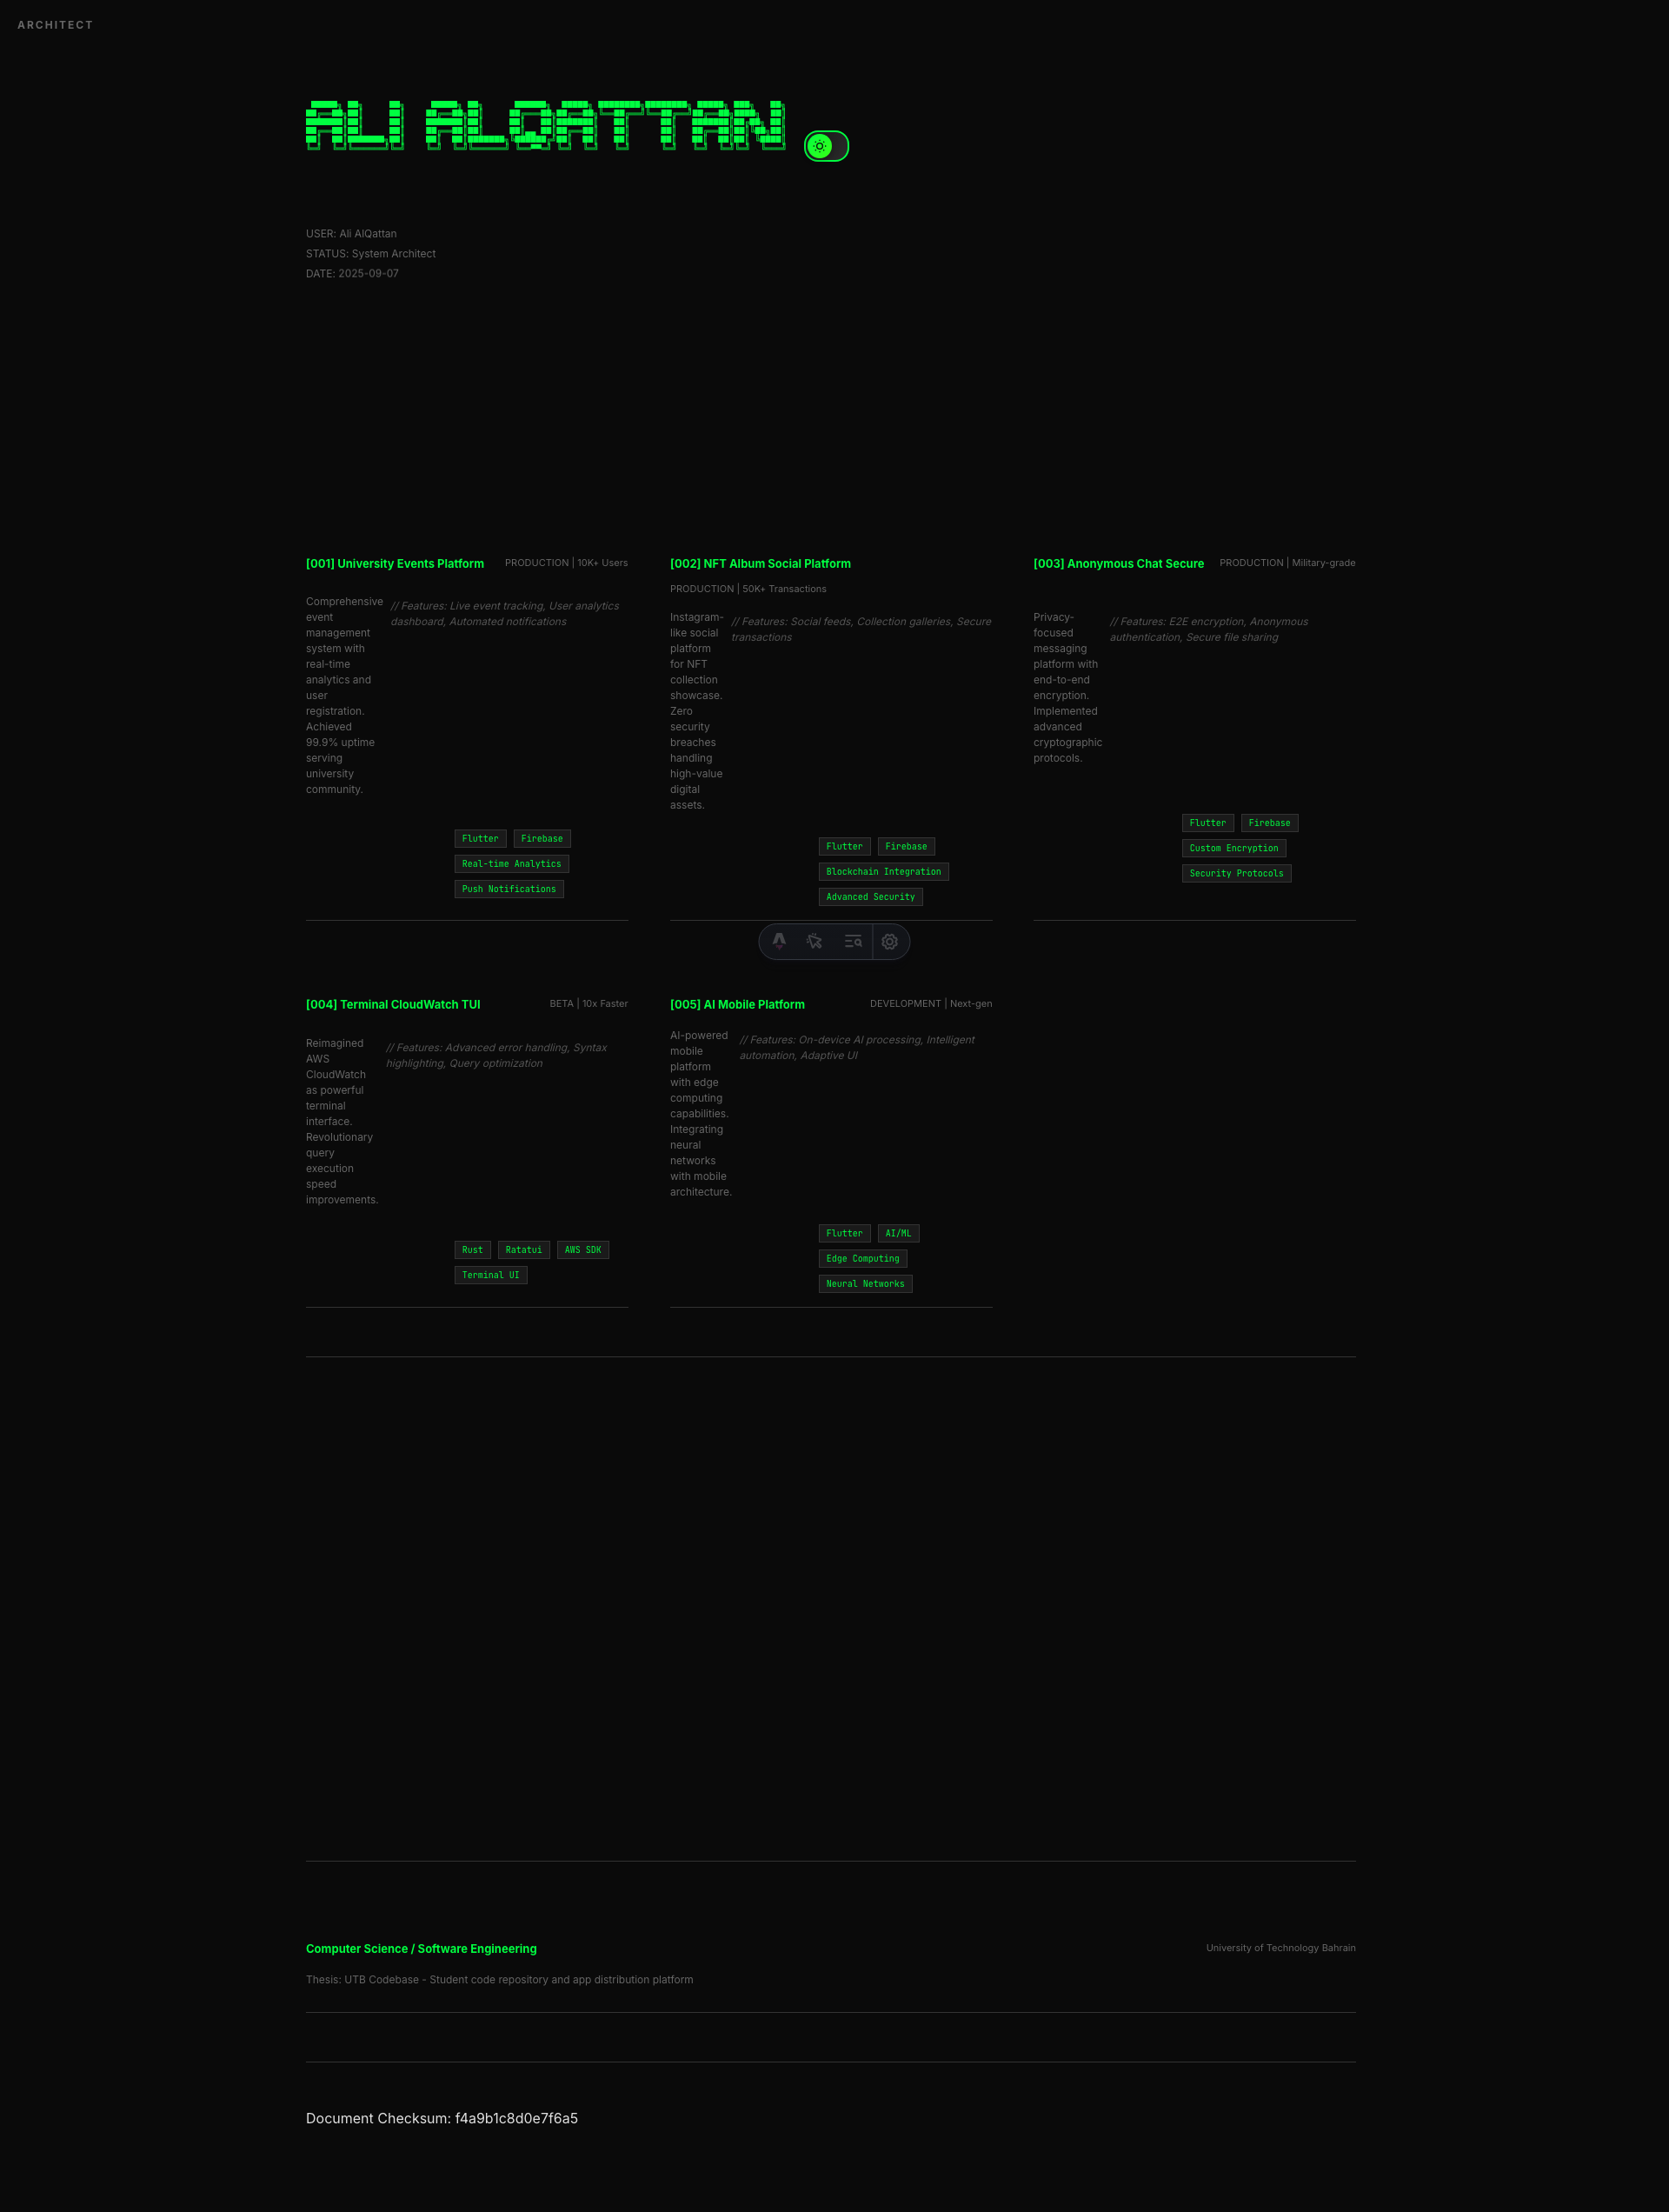 ARCHITECT
ALI ALQATTAN
USER: Ali AlQattan
STATUS: System Architect
DATE: 2025-09-07
[001] University Events Platform
PRODUCTION | 10K+ Users
Comprehensive
event
management
system with
real-time
analytics and
user
registration.
Achieved
99.9% uptime
serving
university
community.
// Features: Live event tracking, User analytics
dashboard, Automated notifications
Flutter Firebase
Real-time Analytics
Push Notifications
[002] NFT Album Social Platform
PRODUCTION | 50K+ Transactions
Instagram-
like social
platform
for NFT
collection
showcase.
Zero
security
breaches
handling
high-value
digital
assets.
// Features: Social feeds, Collection galleries, Secure
transactions
Flutter Firebase
Blockchain Integration
Advanced Security
[003] Anonymous Chat Secure
PRODUCTION | Military-grade
Privacy-
focused
messaging
platform with
end-to-end
encryption.
Implemented
advanced
cryptographic
protocols.
// Features: E2E encryption, Anonymous
authentication, Secure file sharing
Flutter Firebase
Custom Encryption
Security Protocols
[004] Terminal CloudWatch TUI
BETA | 10x Faster
Reimagined
AWS
CloudWatch
as powerful
terminal
interface.
Revolutionary
query
execution
speed
improvements.
// Features: Advanced error handling, Syntax
highlighting, Query optimization
Rust Ratatui AWS SDK
Terminal UI
[005] AI Mobile Platform
DEVELOPMENT | Next-gen
AI-powered
mobile
platform
with edge
computing
capabilities.
Integrating
neural
networks
with mobile
architecture.
// Features: On-device AI processing, Intelligent
automation, Adaptive UI
Flutter AI/ML
Edge Computing
Neural Networks
Computer Science / Software Engineering
University of Technology Bahrain
Thesis: UTB Codebase - Student code repository and app distribution platform
Document Checksum: f4a9b1c8d0e7f6a5